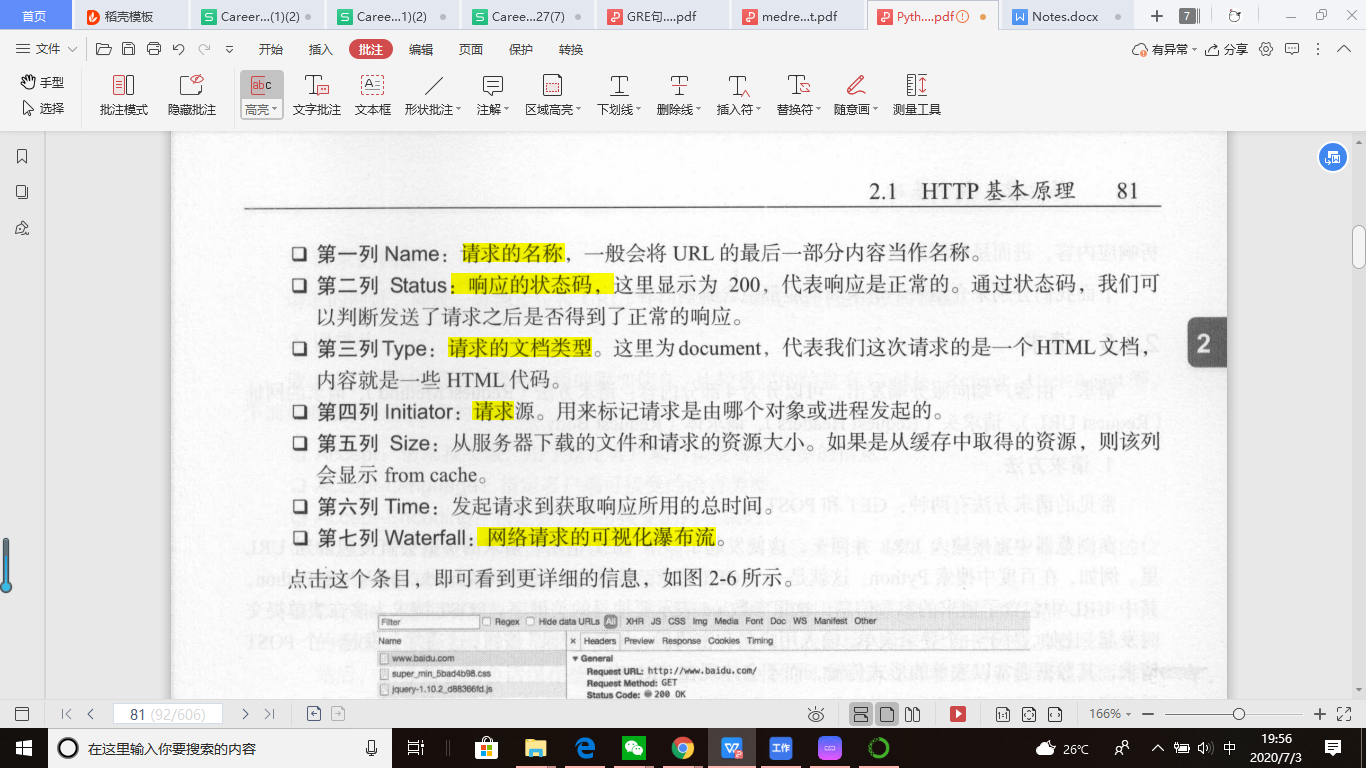 首页
稻壳模板
Career...(1)(2)
Caree...1)(2)
Caree...27(7)
GRE句....pdf
medre...t.pdf
Pyth....pdf
Notes.docx
7
文件
开始
插入
批注
编辑
页面
保护
转换
有异常
分享
手型
选择
批注模式
隐藏批注
abc
高亮
文字批注
文本框
形状批注
注解
区域高亮
下划线
删除线
插入符
替换符
随意画
测量工具
2.1 HTTP 基本原理 81
第一列 Name：请求的名称，一般会将 URL 的最后一部分内容当作名称。
第二列 Status：响应的状态码，这里显示为 200，代表响应是正常的。通过状态码，我们可
以判断发送了请求之后是否得到了正常的响应。
第三列 Type：请求的文档类型。这里为 document，代表我们这次请求的是一个 HTML 文档，
内容就是一些 HTML 代码。
第四列 Initiator：请求源。用来标记请求是由哪个对象或进程发起的。
第五列 Size：从服务器下载的文件和请求的资源大小。如果是从缓存中取得的资源，则该列
会显示 from cache。
第六列 Time：发起请求到获取响应所用的总时间。
第七列 Waterfall：网络请求的可视化瀑布流。
2
点击这个条目，即可看到更详细的信息，如图 2-6 所示。
Filter Regex Hide data URLs All XHR JS CSS Img Media Font Doc WS Manifest Other
Name × Headers Preview Response Cookies Timing
www.baidu.com
super_min_5bad4b98.css
jquery-1.10.2_d88366fd.js
General
Request URL: http://www.baidu.com/
Request Method: GET
Status Code: 200 OK
81 (92/606)
166%
在这里输入你要搜索的内容
工作
26°C
中
19:56
2020/7/3